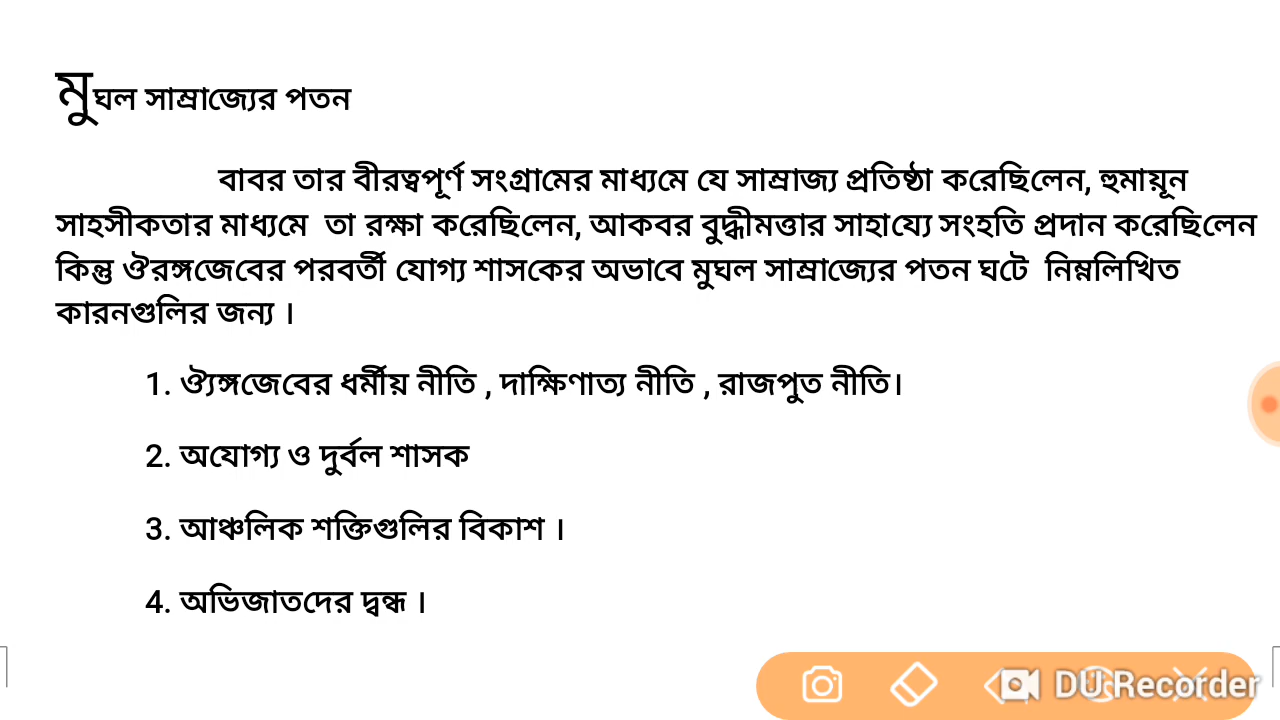 মুঘল সাম্রাজ্যের পতন
বাবর তার বীরত্বপূর্ণ সংগ্রামের মাধ্যমে যে সাম্রাজ্য প্রতিষ্ঠা করেছিলেন, হুমায়ূন
সাহসীকতার মাধ্যমে তা রক্ষা করেছিলেন, আকবর বুদ্ধীমত্তার সাহায্যে সংহতি প্রদান করেছিলেন
কিন্তু ঔরঙ্গজেবের পরবর্তী যোগ্য শাসকের অভাবে মুঘল সাম্রাজ্যের পতন ঘটে নিম্নলিখিত
কারনগুলির জন্য ।
1. ঔ্যঙ্গজেবের ধর্মীয় নীতি , দাক্ষিণাত্য নীতি , রাজপুত নীতি।
2. অযোগ্য ও দুর্বল শাসক
3. আঞ্চলিক শক্তিগুলির বিকাশ ।
4. অভিজাতদের দ্বন্ধ ।
DU Recorder